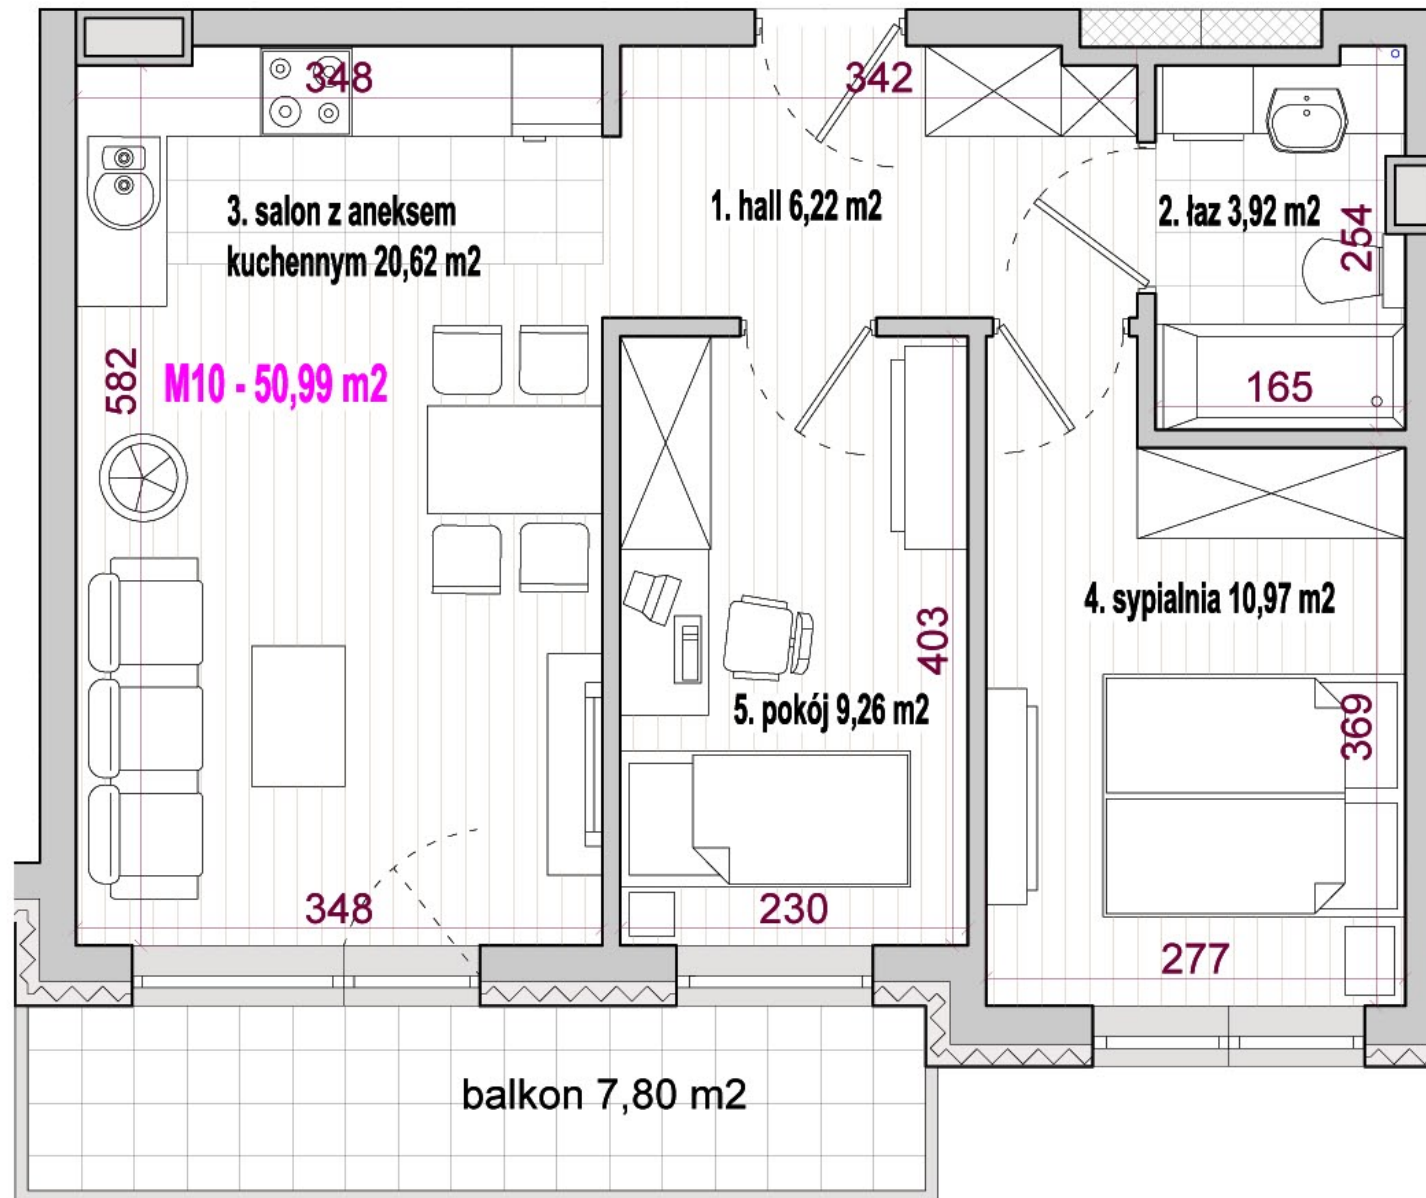 348
342
3. salon z aneksem
kuchennym 20,62 m2
1. hall 6,22 m2
2. łaz 3,92 m2
254
582
M10 - 50,99 m2
165
403
4. sypialnia 10,97 m2
5. pokój 9,26 m2
369
348
230
277
balkon 7,80 m2